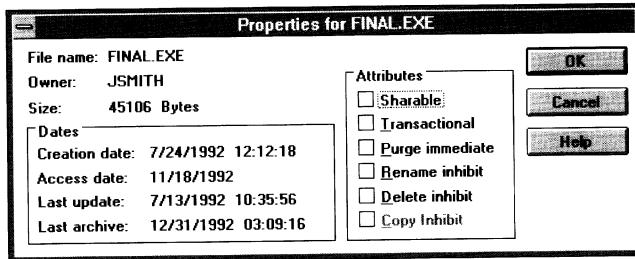 Properties for FINAL.EXE
File name: FINAL.EXE
Owner: JSMITH
Size: 45106 Bytes
Dates
Creation date: 7/24/1992 12:12:18
Access date: 11/18/1992
Last update: 7/13/1992 10:35:56
Last archive: 12/31/1992 03:09:16
Attributes
Sharable
Transactional
Purge immediate
Rename inhibit
Delete inhibit
Copy Inhibit
OK
Cancel
Help